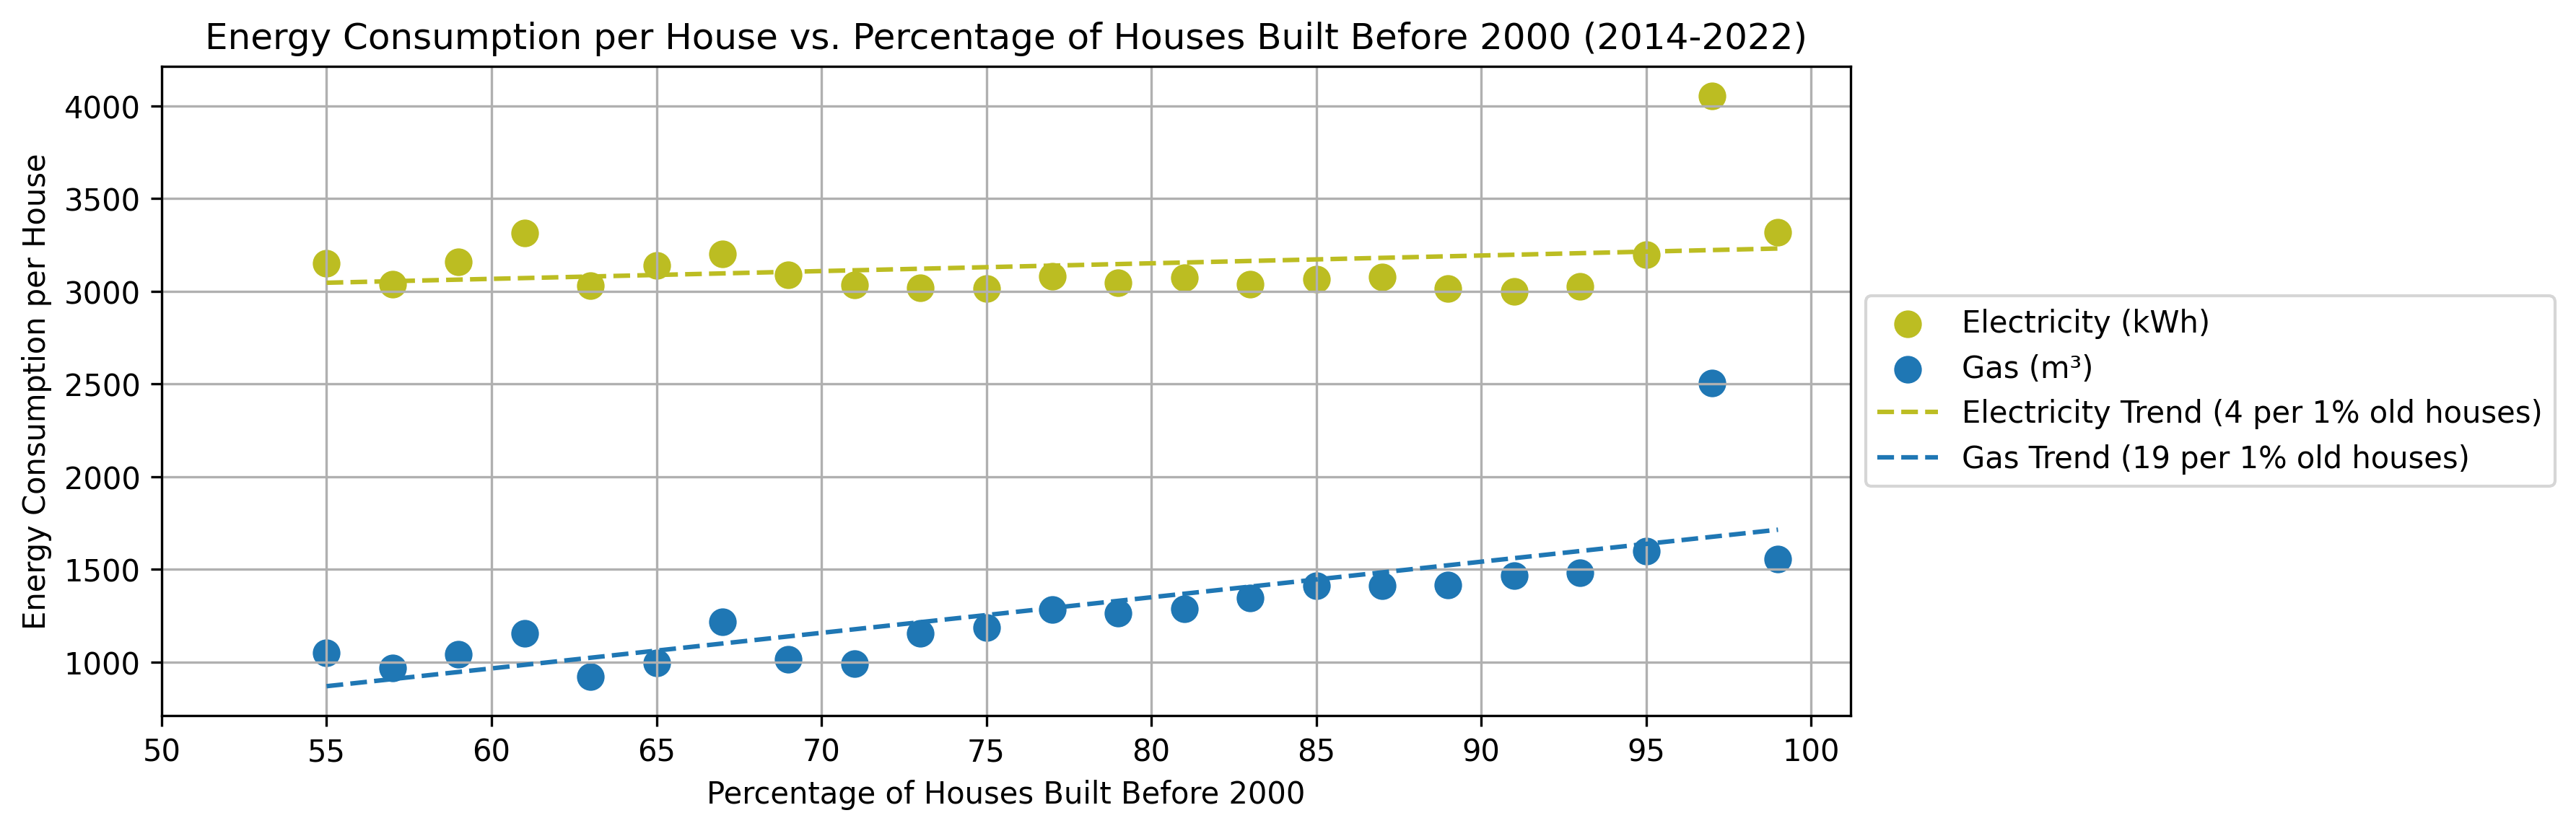 Energy Consumption per House vs. Percentage of Houses Built Before 2000 (2014-2022)
Energy Consumption per House
4000
3500
3000
2500
2000
1500
1000
50 55 60 65 70 75 80 85 90 95 100
Percentage of Houses Built Before 2000
Electricity (kWh)
Gas (m³)
Electricity Trend (4 per 1% old houses)
Gas Trend (19 per 1% old houses)